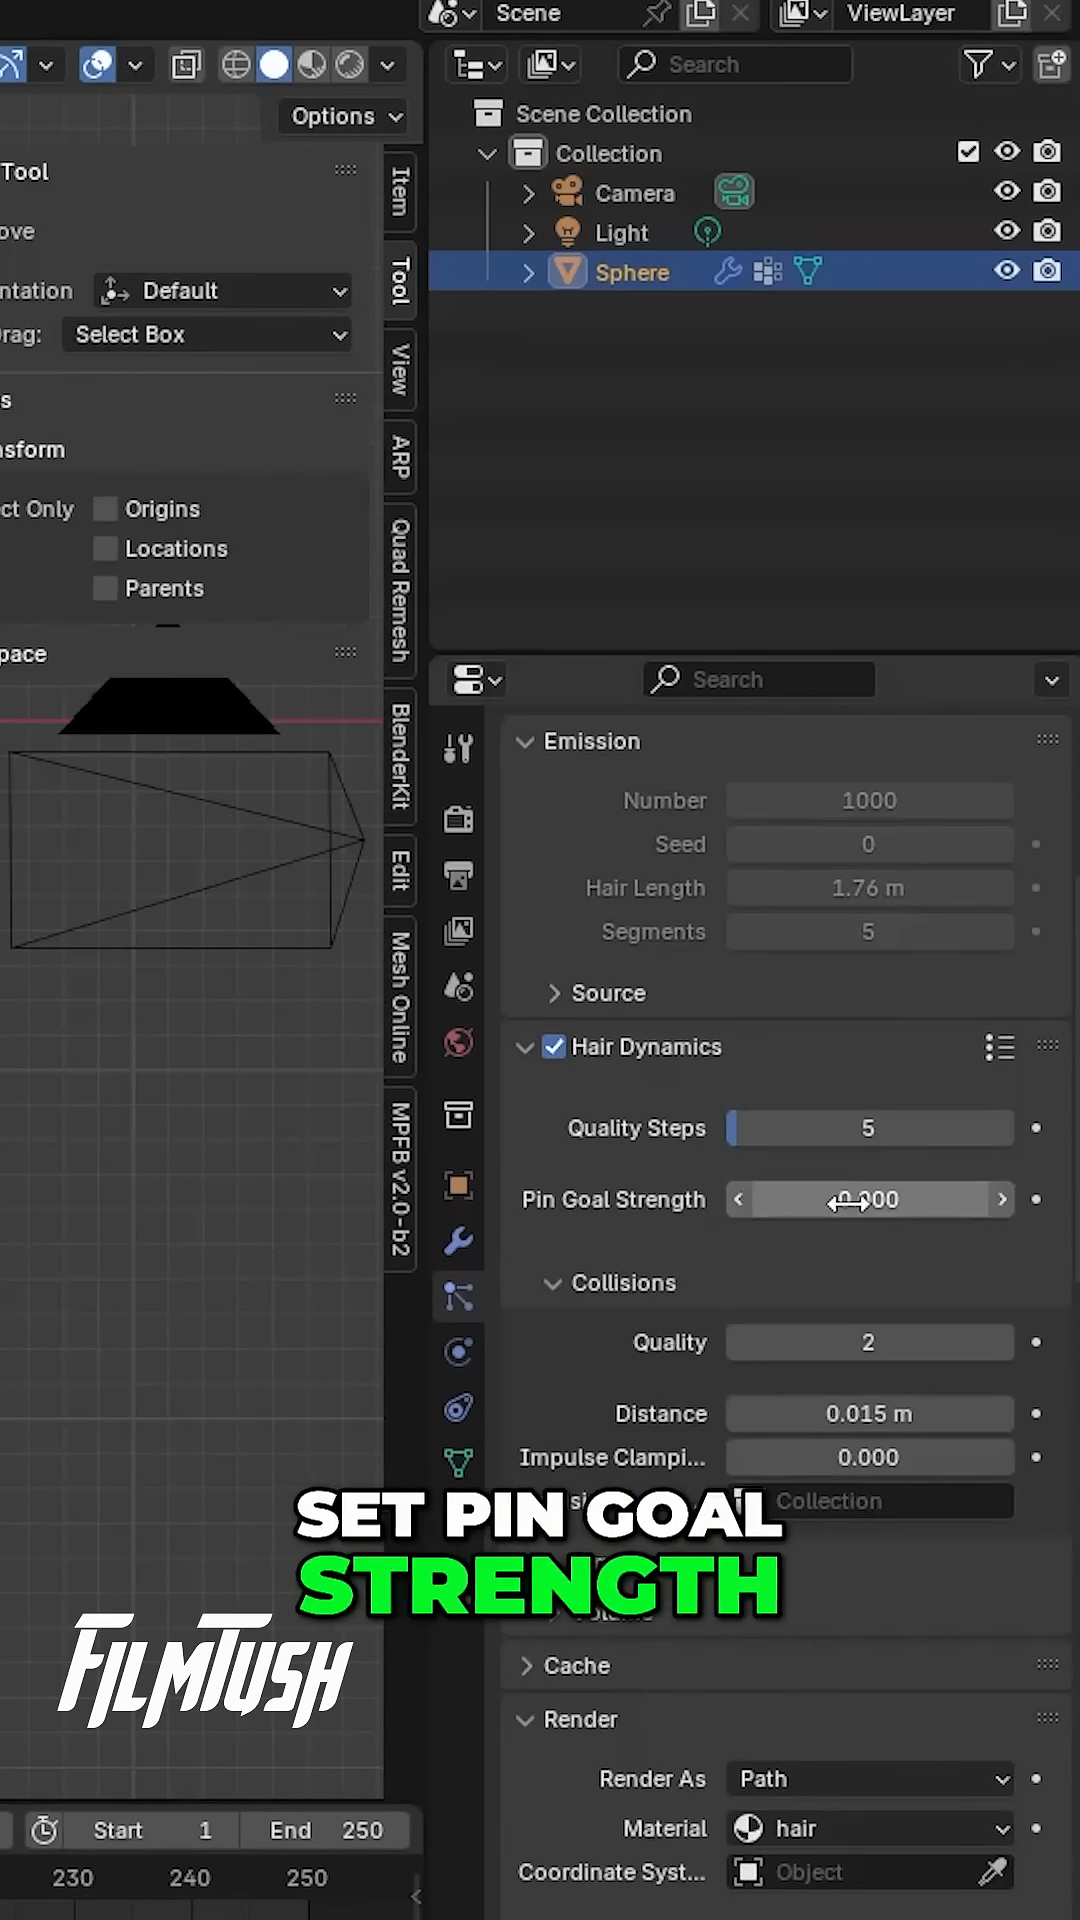 Scene
ViewLayer
Search
Options
Scene Collection
Collection
Camera
Light
Sphere
Tool
ove
ntation
Default
rag:
Select Box
s
nsform
ct Only
Origins
Locations
Parents
pace
Item
Tool
View
ARP
Quad Remesh
BlenderKit
Edit
Mesh Online
MPFB v2.0-b2
Search
Emission
Number 1000
Seed 0
Hair Length 1.76 m
Segments 5
Source
Hair Dynamics
Quality Steps 5
Pin Goal Strength
Collisions
Quality 2
Distance 0.015 m
Impulse Clampi... 0.000
Collection
SET PIN GOAL
STRENGTH
FILMTUSH
Cache
Render
Render As Path
Material hair
Coordinate Syst... Object
Start 1 End 250
230 240 250